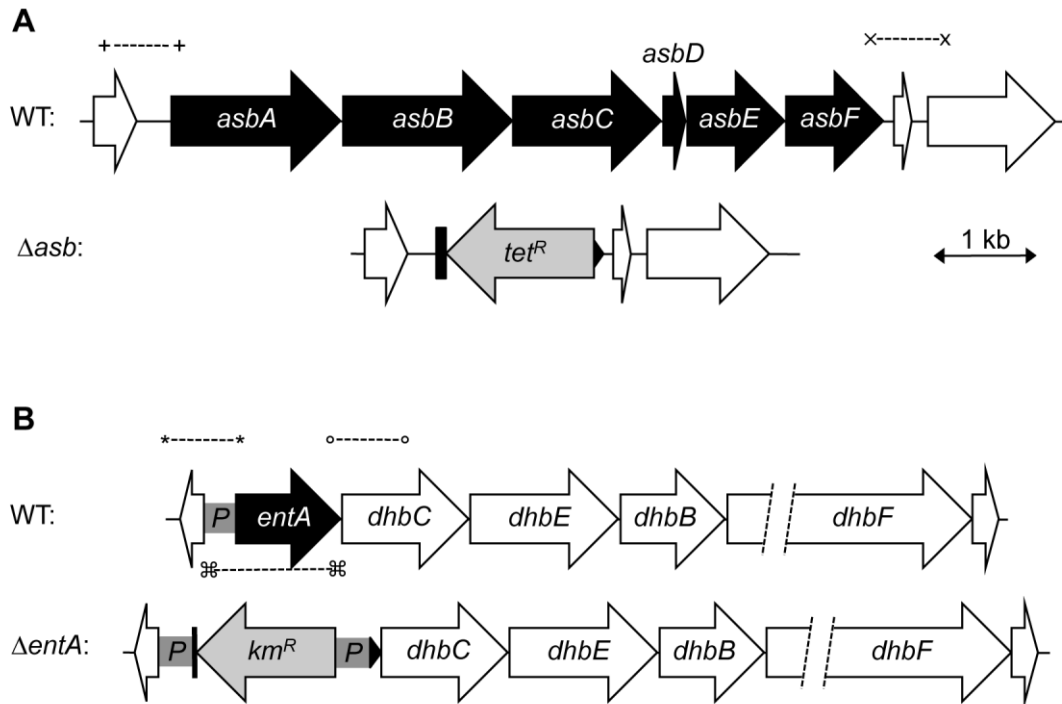 A
+ -------- + × -------- x
asbD
WT: asbA asbB asbC asbE asbF
Δasb: tetᴿ 1 kb
B
*--------* o--------o
WT: P entA dhbC dhbE dhbB dhbF
⌘------------⌘
ΔentA: P kmᴿ P dhbC dhbE dhbB dhbF